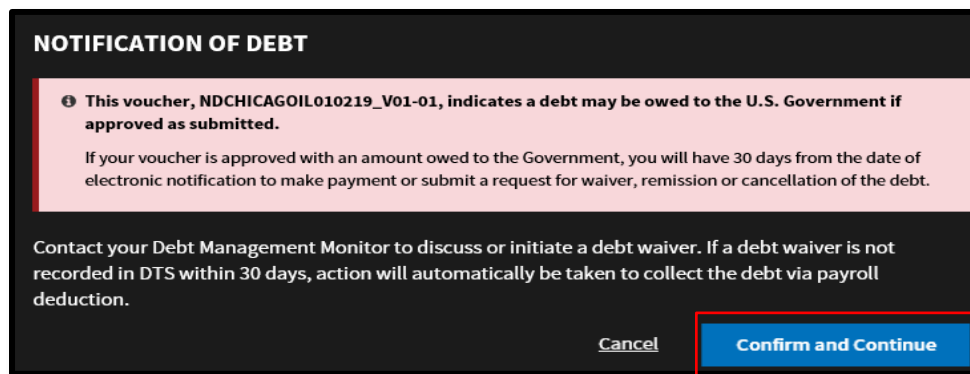 NOTIFICATION OF DEBT
This voucher, NDCHICAGOIL010219_V01-01, indicates a debt may be owed to the U.S. Government if
approved as submitted.
If your voucher is approved with an amount owed to the Government, you will have 30 days from the date of
electronic notification to make payment or submit a request for waiver, remission or cancellation of the debt.
Contact your Debt Management Monitor to discuss or initiate a debt waiver. If a debt waiver is not
recorded in DTS within 30 days, action will automatically be taken to collect the debt via payroll
deduction.
Cancel Confirm and Continue